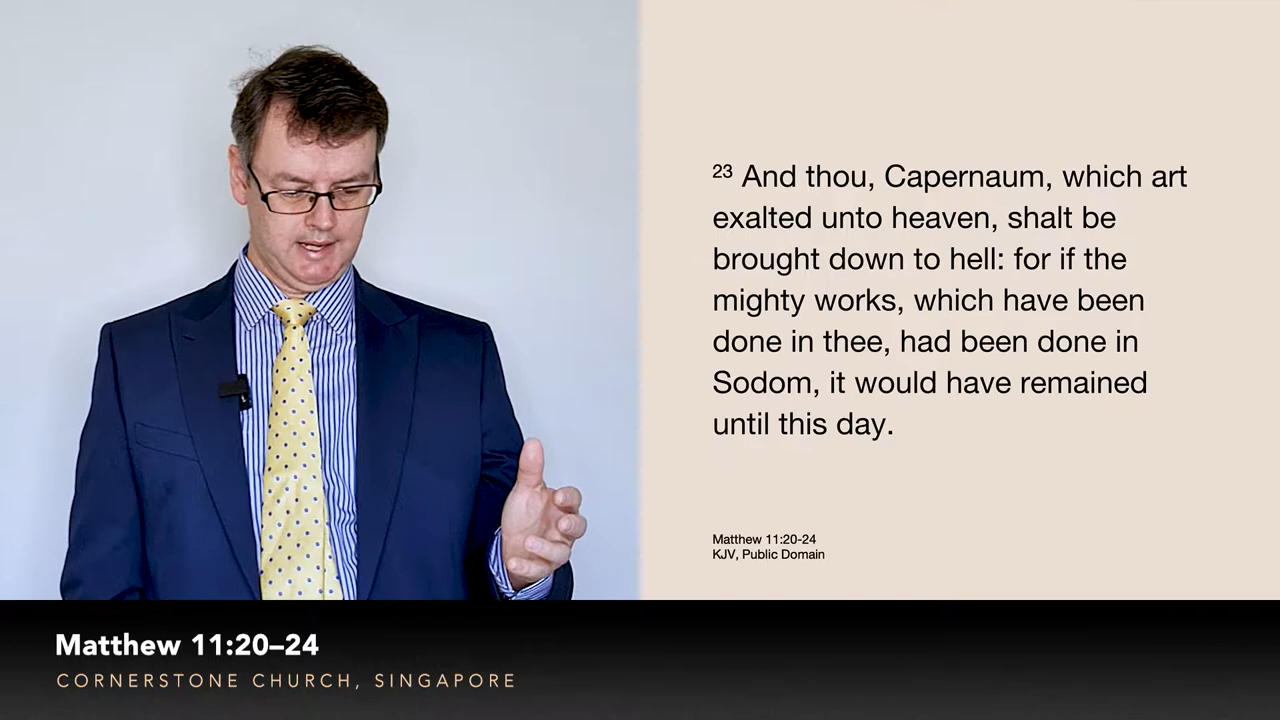 23 And thou, Capernaum, which art
exalted unto heaven, shalt be
brought down to hell: for if the
mighty works, which have been
done in thee, had been done in
Sodom, it would have remained
until this day.
Matthew 11:20-24
KJV, Public Domain
Matthew 11:20–24
CORNERSTONE CHURCH, SINGAPORE